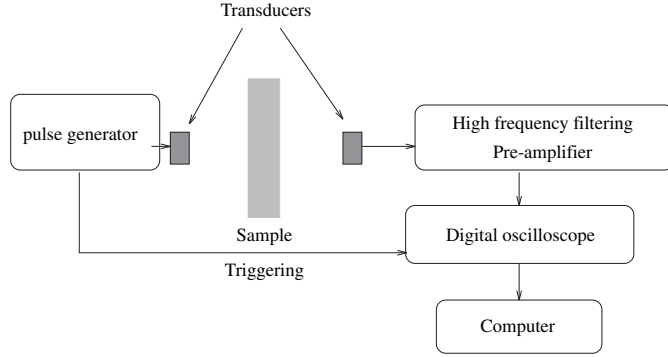 Transducers
pulse generator
High frequency filtering
Pre-amplifier
Sample
Digital oscilloscope
Triggering
Computer